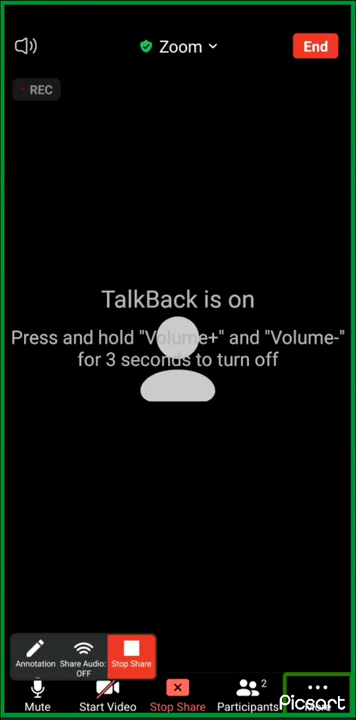 Zoom
End
REC
TalkBack is on
Press and hold "Volume+" and "Volume-"
for 3 seconds to turn off
Annotation
Share Audio:
OFF
Stop Share
Mute
Start Video
Stop Share
Participants
2
More
Picsart